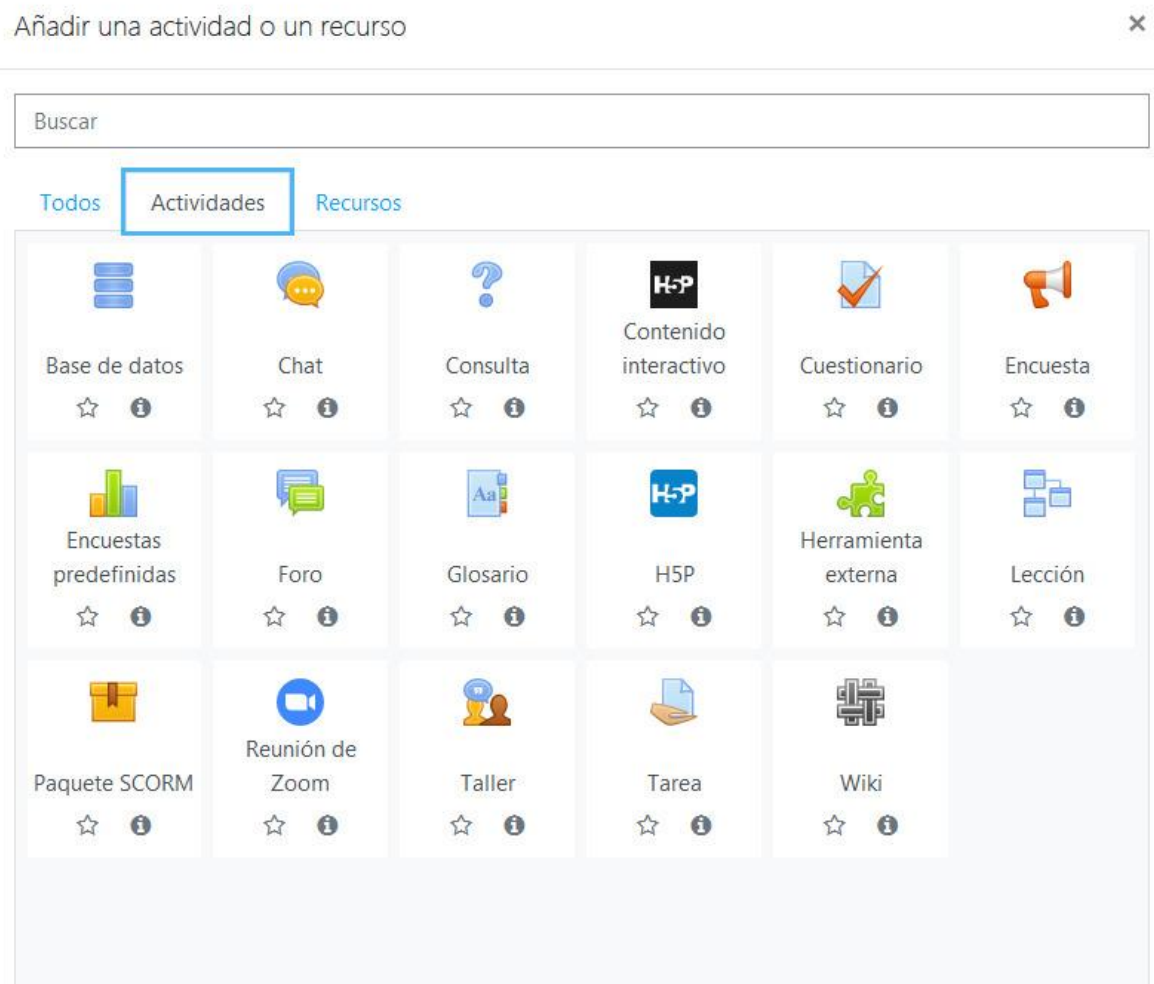 Añadir una actividad o un recurso ×
Buscar
Todos Actividades Recursos
H5P
Contenido
Base de datos Chat Consulta interactivo Cuestionario Encuesta
Aa H5P
Encuestas Herramienta
predefinidas Foro Glosario H5P externa Lección
Reunión de
Paquete SCORM Zoom Taller Tarea Wiki